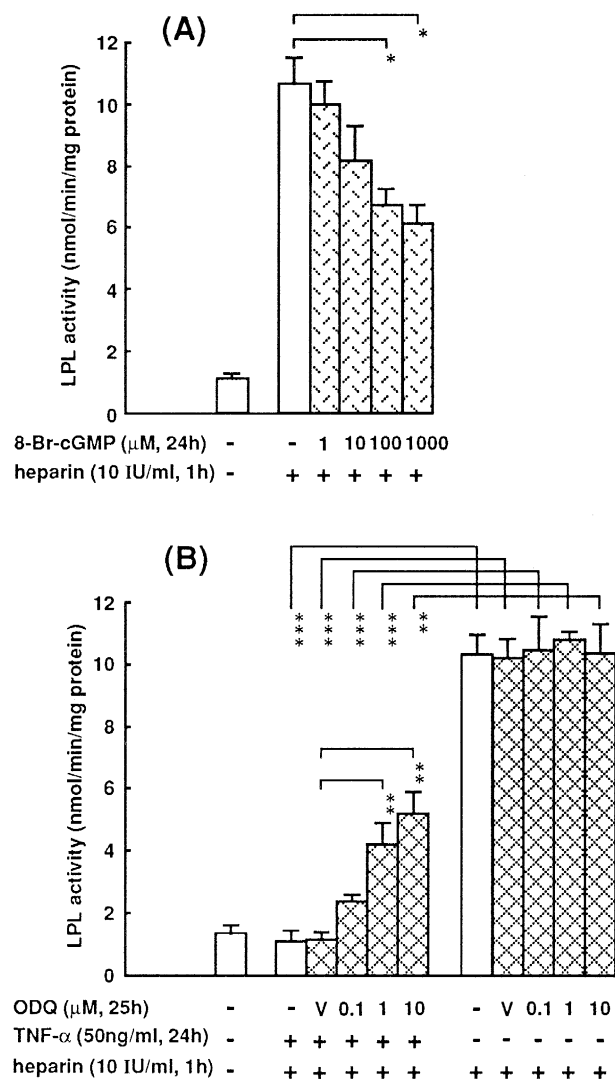 (A)
*
*
12
10
8
6
4
2
0
LPL activity (nmol/min/mg protein)
8-Br-cGMP (μM, 24h) - - 1 10 100 1000
heparin (10 IU/ml, 1h) - + + + + +
(B)
*** *** *** *** **
12
10
8
6
4
2
0
LPL activity (nmol/min/mg protein)
**
**
ODQ (μM, 25h) - - V 0.1 1 10 - V 0.1 1 10
TNF-α (50ng/ml, 24h) - + + + + + - - - - -
heparin (10 IU/ml, 1h) - + + + + + + + + + +